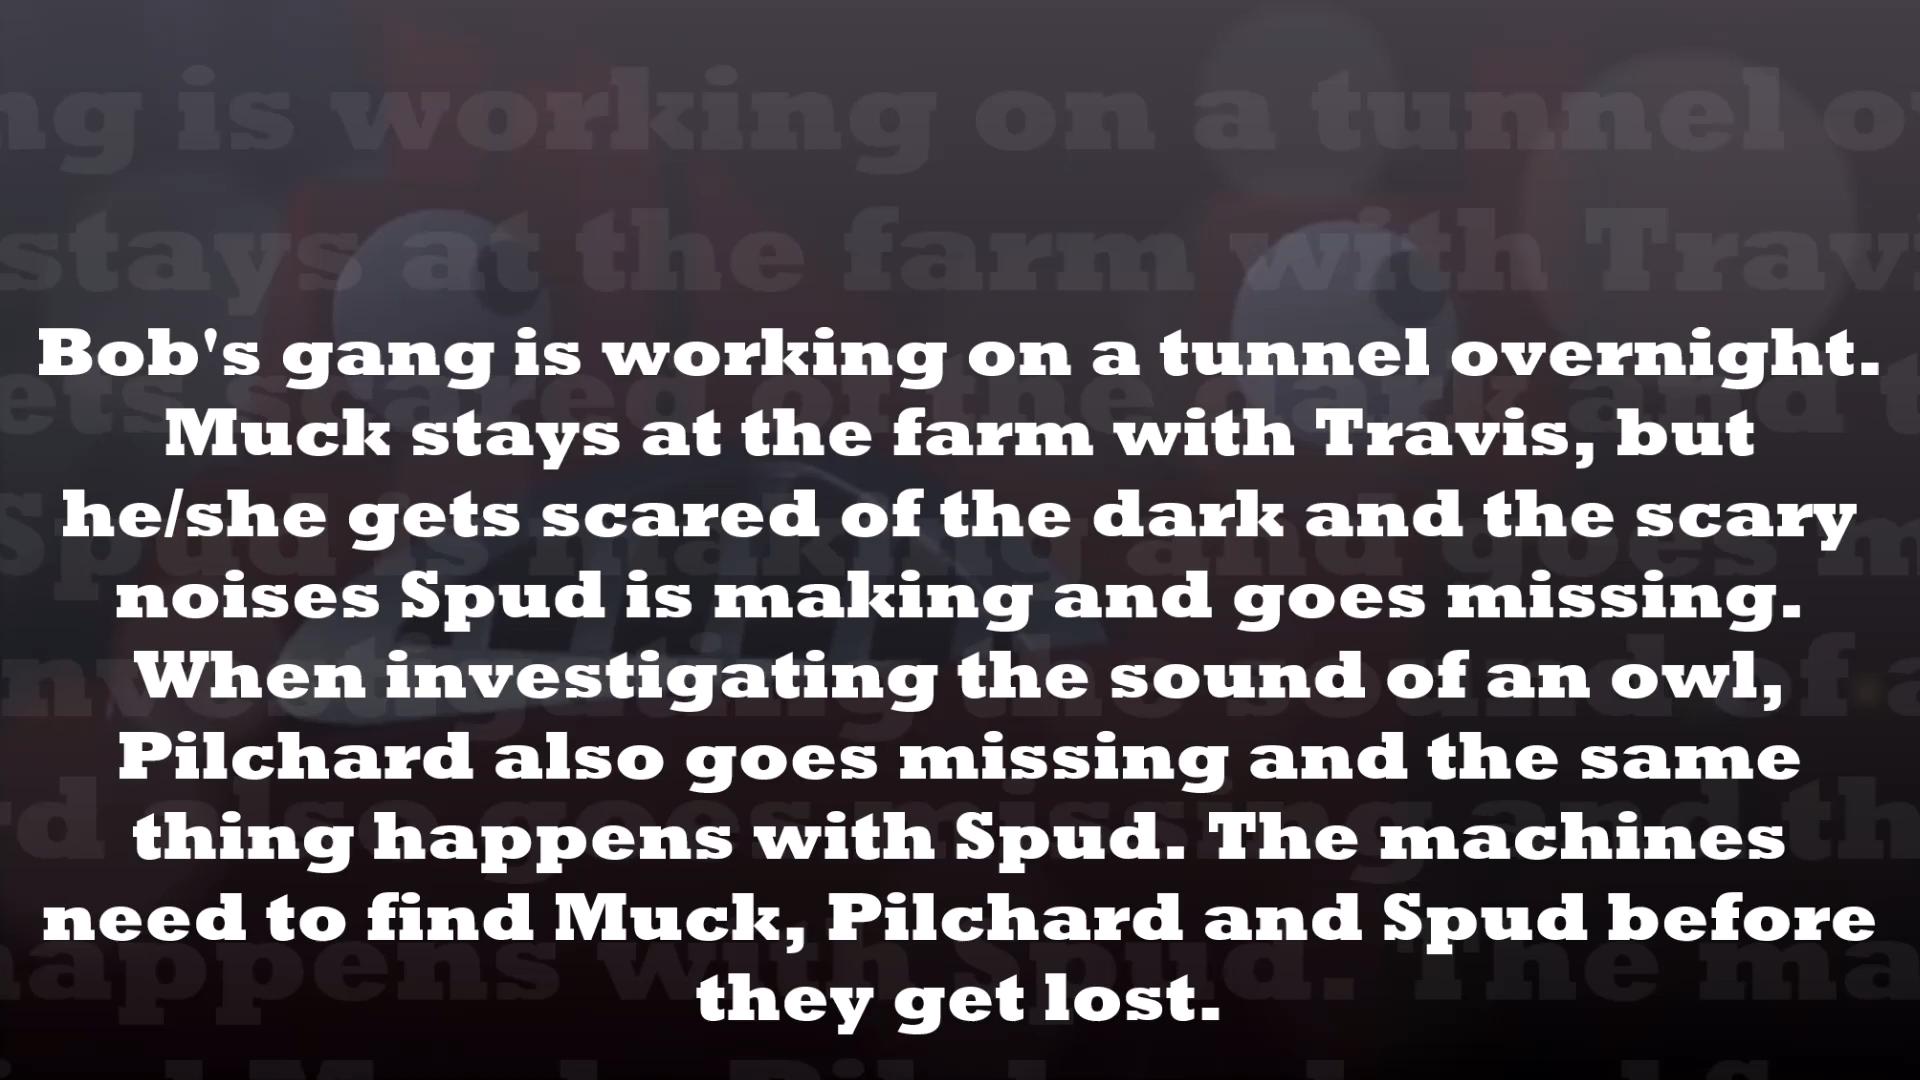 Bob's gang is working on a tunnel overnight.
Muck stays at the farm with Travis, but
he/she gets scared of the dark and the scary
noises Spud is making and goes missing.
When investigating the sound of an owl,
Pilchard also goes missing and the same
thing happens with Spud. The machines
need to find Muck, Pilchard and Spud before
they get lost.